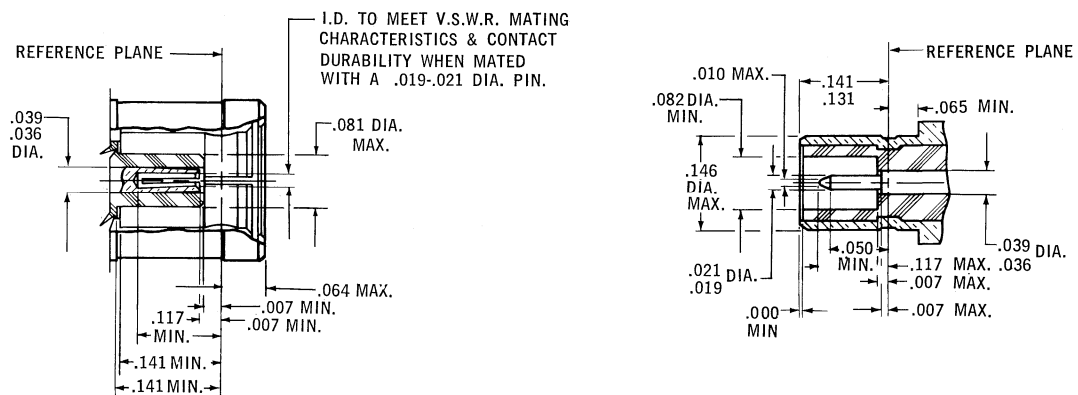 I.D. TO MEET V.S.W.R. MATING
CHARACTERISTICS & CONTACT
DURABILITY WHEN MATED
WITH A .019-.021 DIA. PIN.
REFERENCE PLANE
.039
.036
DIA.
.081 DIA.
MAX.
.064 MAX.
.007 MIN.
.007 MIN.
.117
MIN.
.141 MIN.
.141 MIN.
REFERENCE PLANE
.010 MAX.
.141
.131
.082 DIA.
MIN.
.065 MIN.
.146
DIA.
MAX.
.050
MIN.
.039 DIA.
.036
.021 DIA.
.019
.117 MAX.
.007 MAX.
.000
MIN
.007 MAX.